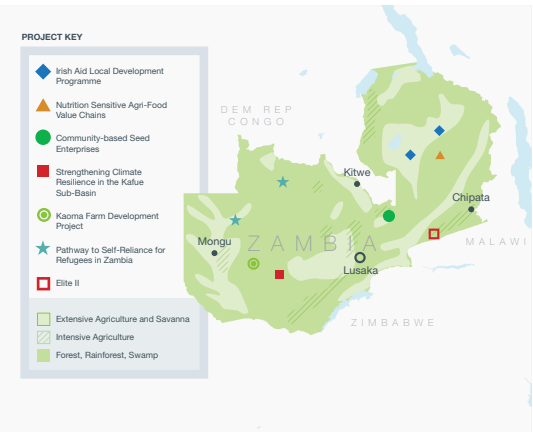 PROJECT KEY
Irish Aid Local Development
Programme
Nutrition Sensitive Agri-Food
Value Chains
Community-based Seed
Enterprises
Strengthening Climate
Resilience in the Kafue
Sub-Basin
Kaoma Farm Development
Project
Pathway to Self-Reliance for
Refugees in Zambia
Elite II
Extensive Agriculture and Savanna
Intensive Agriculture
Forest, Rainforest, Swamp
DEM REP
CONGO
Kitwe
Chipata
Mongu
ZAMBIA
MALAWI
Lusaka
ZIMBABWE